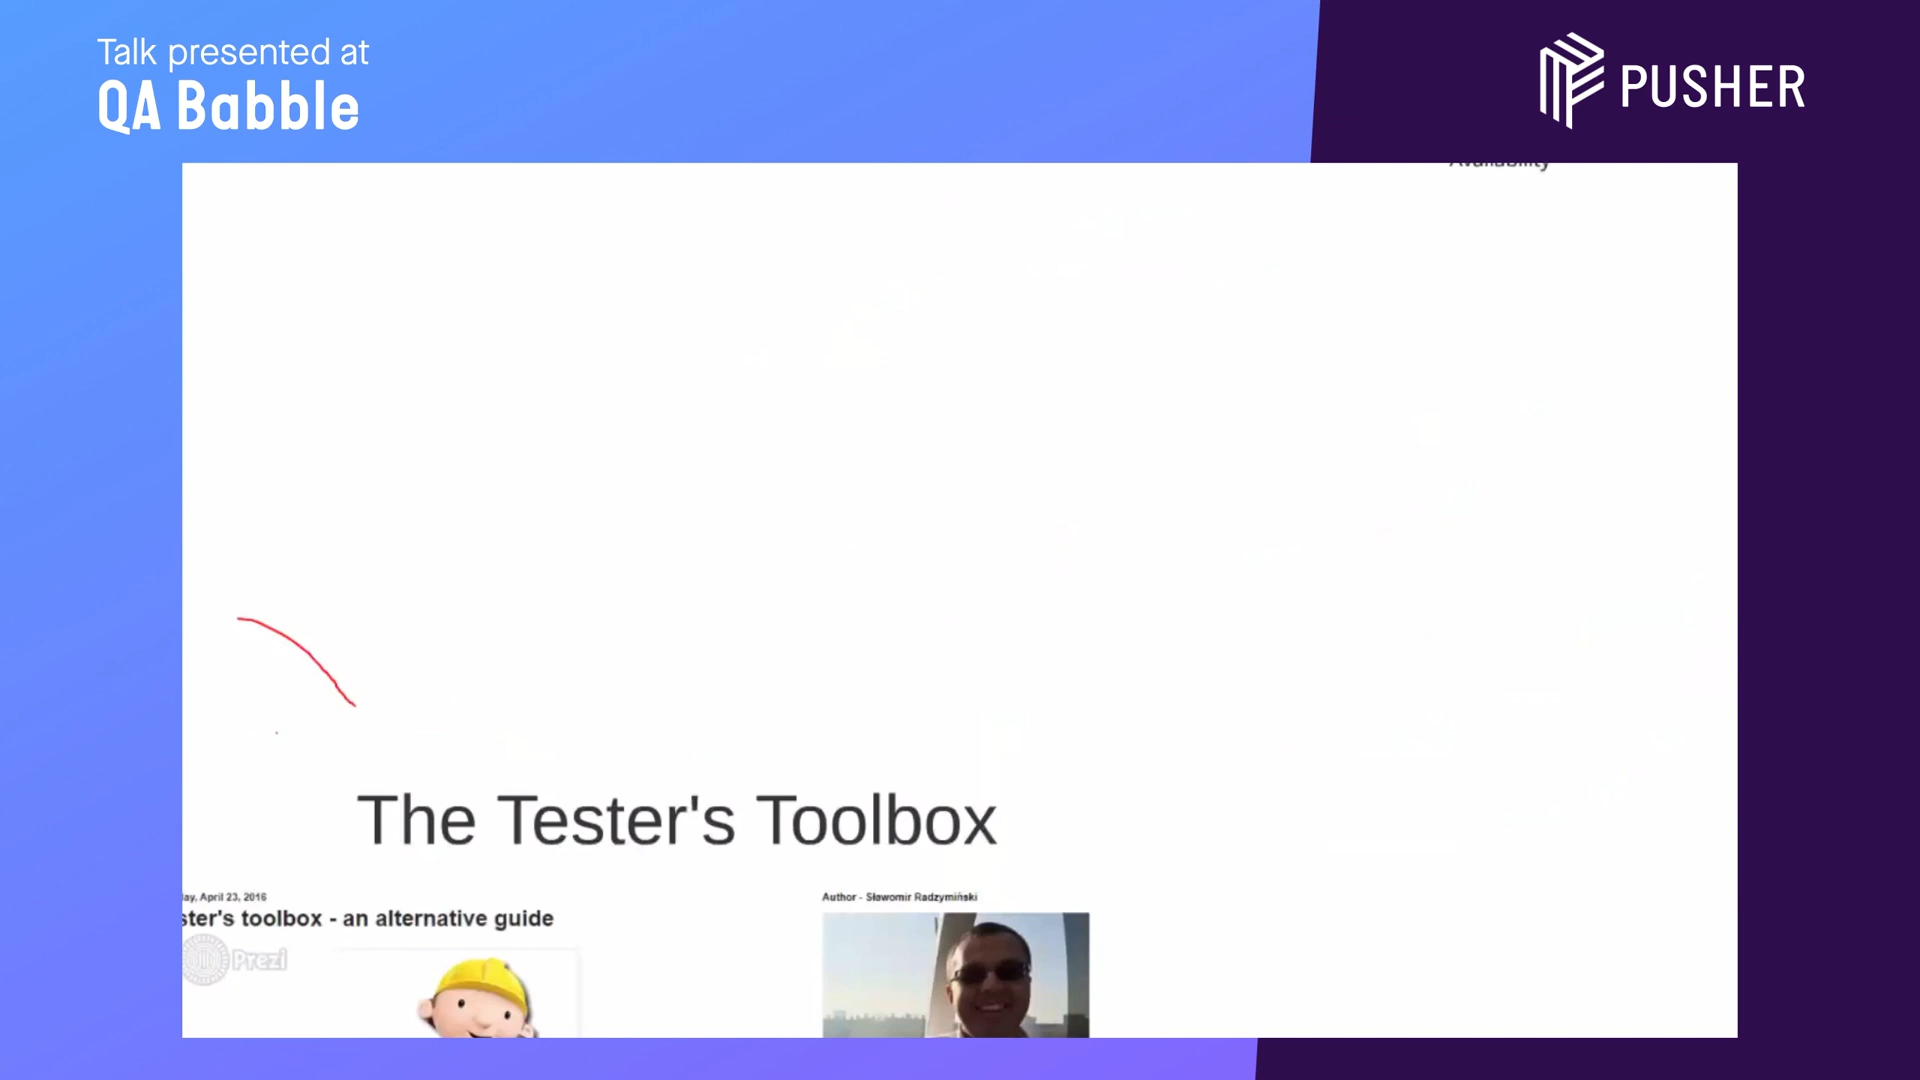 Talk presented at
QA Babble
PUSHER
Availability
The Tester's Toolbox
ay, April 23, 2016
ster's toolbox - an alternative guide
Prezi
Author - Sławomir Radzymiński